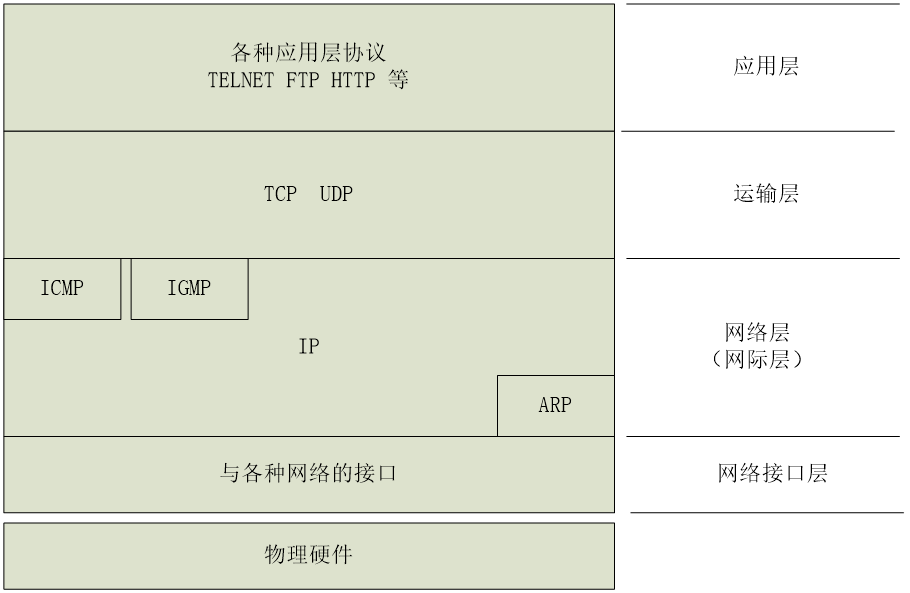 各种应用层协议
TELNET FTP HTTP 等
应用层
TCP UDP
运输层
ICMP
IGMP
IP
网络层
（网际层）
ARP
与各种网络的接口
网络接口层
物理硬件